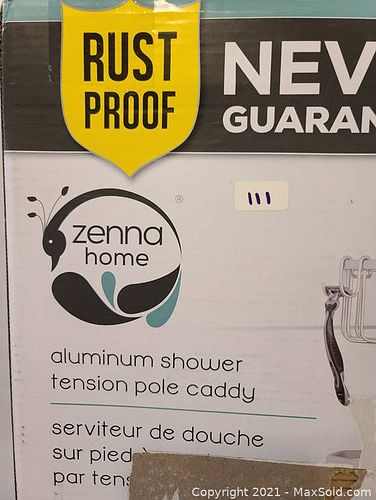 RUST
PROOF
NEV
GUARAN
®
111
zenna
home
aluminum shower
tension pole caddy
serviteur de douche
sur pied
par tens
Copyright 2021 - MaxSold.com